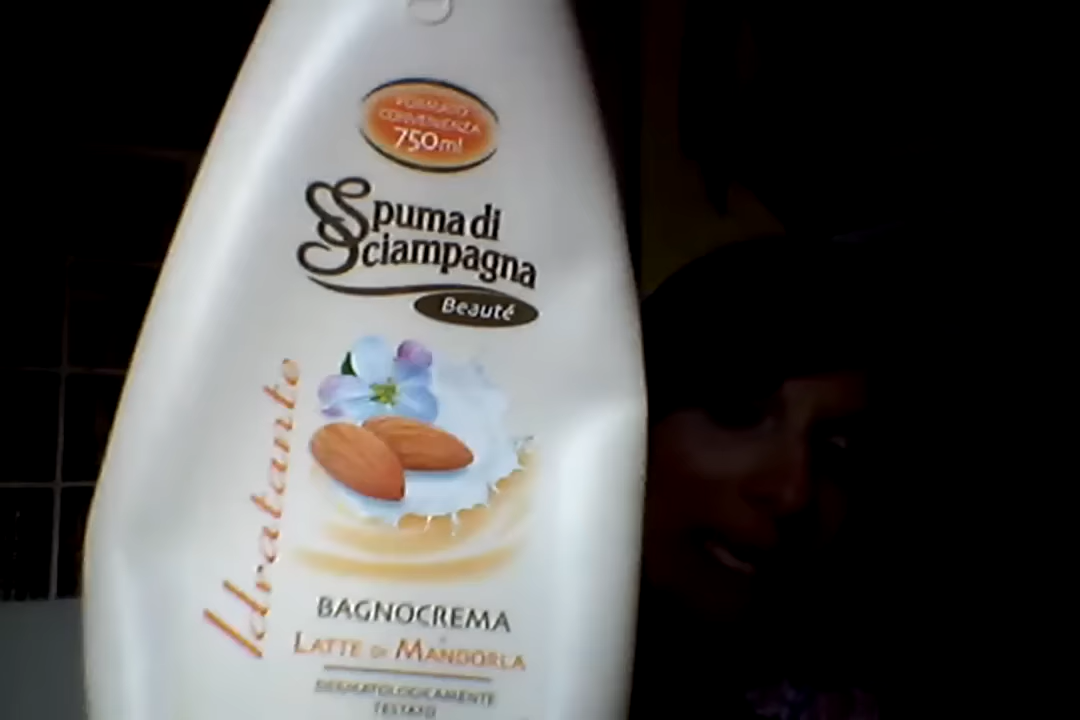 FORMATO
CONVENIENZA
750ml
Spuma di
Sciampagna
Beauté
Idratante
BAGNOCREMA
LATTE DI MANDORLA
DERMATOLOGICAMENTE
TESTATO